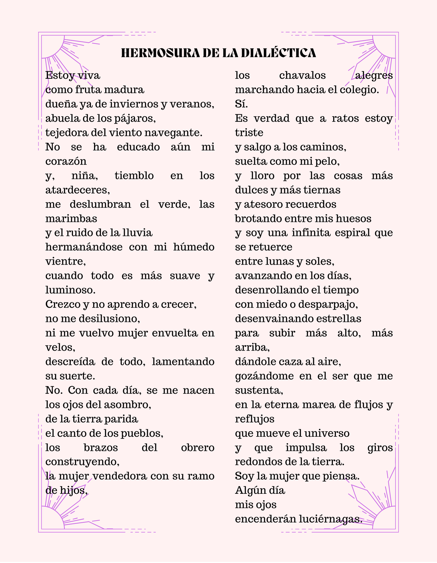 HERMOSURA DE LA DIALÉCTICA
Estoy viva
como fruta madura
dueña ya de inviernos y veranos,
abuela de los pájaros,
tejedora del viento navegante.
No se ha educado aún mi
corazón
y, niña, tiemblo en los
atardeceres,
me deslumbran el verde, las
marimbas
y el ruido de la lluvia
hermanándose con mi húmedo
vientre,
cuando todo es más suave y
luminoso.
Crezco y no aprendo a crecer,
no me desilusiono,
ni me vuelvo mujer envuelta en
velos,
descreída de todo, lamentando
su suerte.
No. Con cada día, se me nacen
los ojos del asombro,
de la tierra parida
el canto de los pueblos,
los brazos del obrero
construyendo,
la mujer vendedora con su ramo
de hijos,
los chavalos alegres
marchando hacia el colegio.
Sí.
Es verdad que a ratos estoy
triste
y salgo a los caminos,
suelta como mi pelo,
y lloro por las cosas más
dulces y más tiernas
y atesoro recuerdos
brotando entre mis huesos
y soy una infinita espiral que
se retuerce
entre lunas y soles,
avanzando en los días,
desenrollando el tiempo
con miedo o desparpajo,
desenvainando estrellas
para subir más alto, más
arriba,
dándole caza al aire,
gozándome en el ser que me
sustenta,
en la eterna marea de flujos y
reflujos
que mueve el universo
y que impulsa los giros
redondos de la tierra.
Soy la mujer que piensa.
Algún día
mis ojos
encenderán luciérnagas.